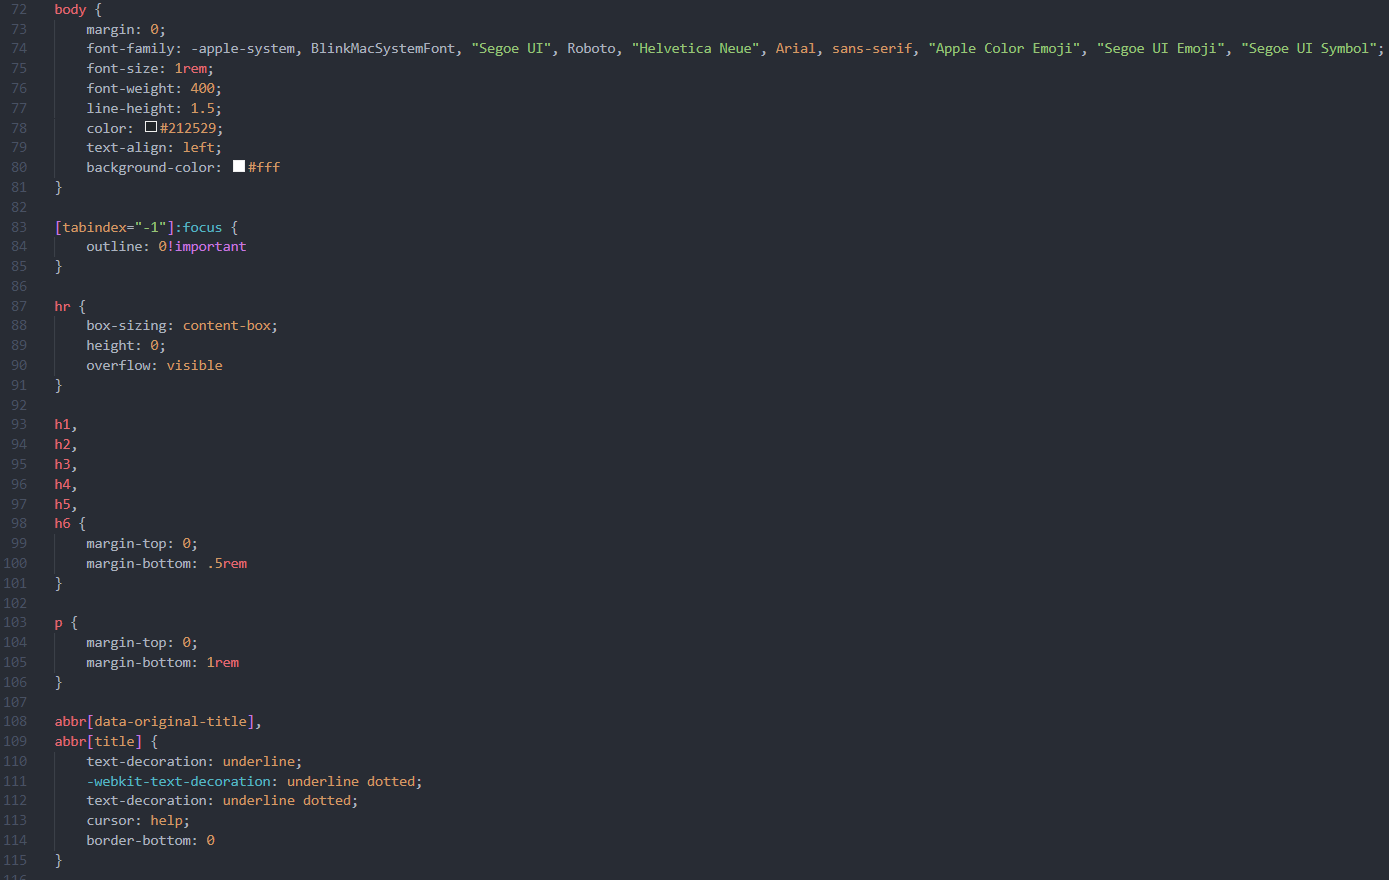 72 body {
73     margin: 0;
74     font-family: -apple-system, BlinkMacSystemFont, "Segoe UI", Roboto, "Helvetica Neue", Arial, sans-serif, "Apple Color Emoji", "Segoe UI Emoji", "Segoe UI Symbol";
75     font-size: 1rem;
76     font-weight: 400;
77     line-height: 1.5;
78     color: #212529;
79     text-align: left;
80     background-color: #fff
81 }
82
83 [tabindex="-1"]:focus {
84     outline: 0!important
85 }
86
87 hr {
88     box-sizing: content-box;
89     height: 0;
90     overflow: visible
91 }
92
93 h1,
94 h2,
95 h3,
96 h4,
97 h5,
98 h6 {
99     margin-top: 0;
100     margin-bottom: .5rem
101 }
102
103 p {
104     margin-top: 0;
105     margin-bottom: 1rem
106 }
107
108 abbr[data-original-title],
109 abbr[title] {
110     text-decoration: underline;
111     -webkit-text-decoration: underline dotted;
112     text-decoration: underline dotted;
113     cursor: help;
114     border-bottom: 0
115 }
116